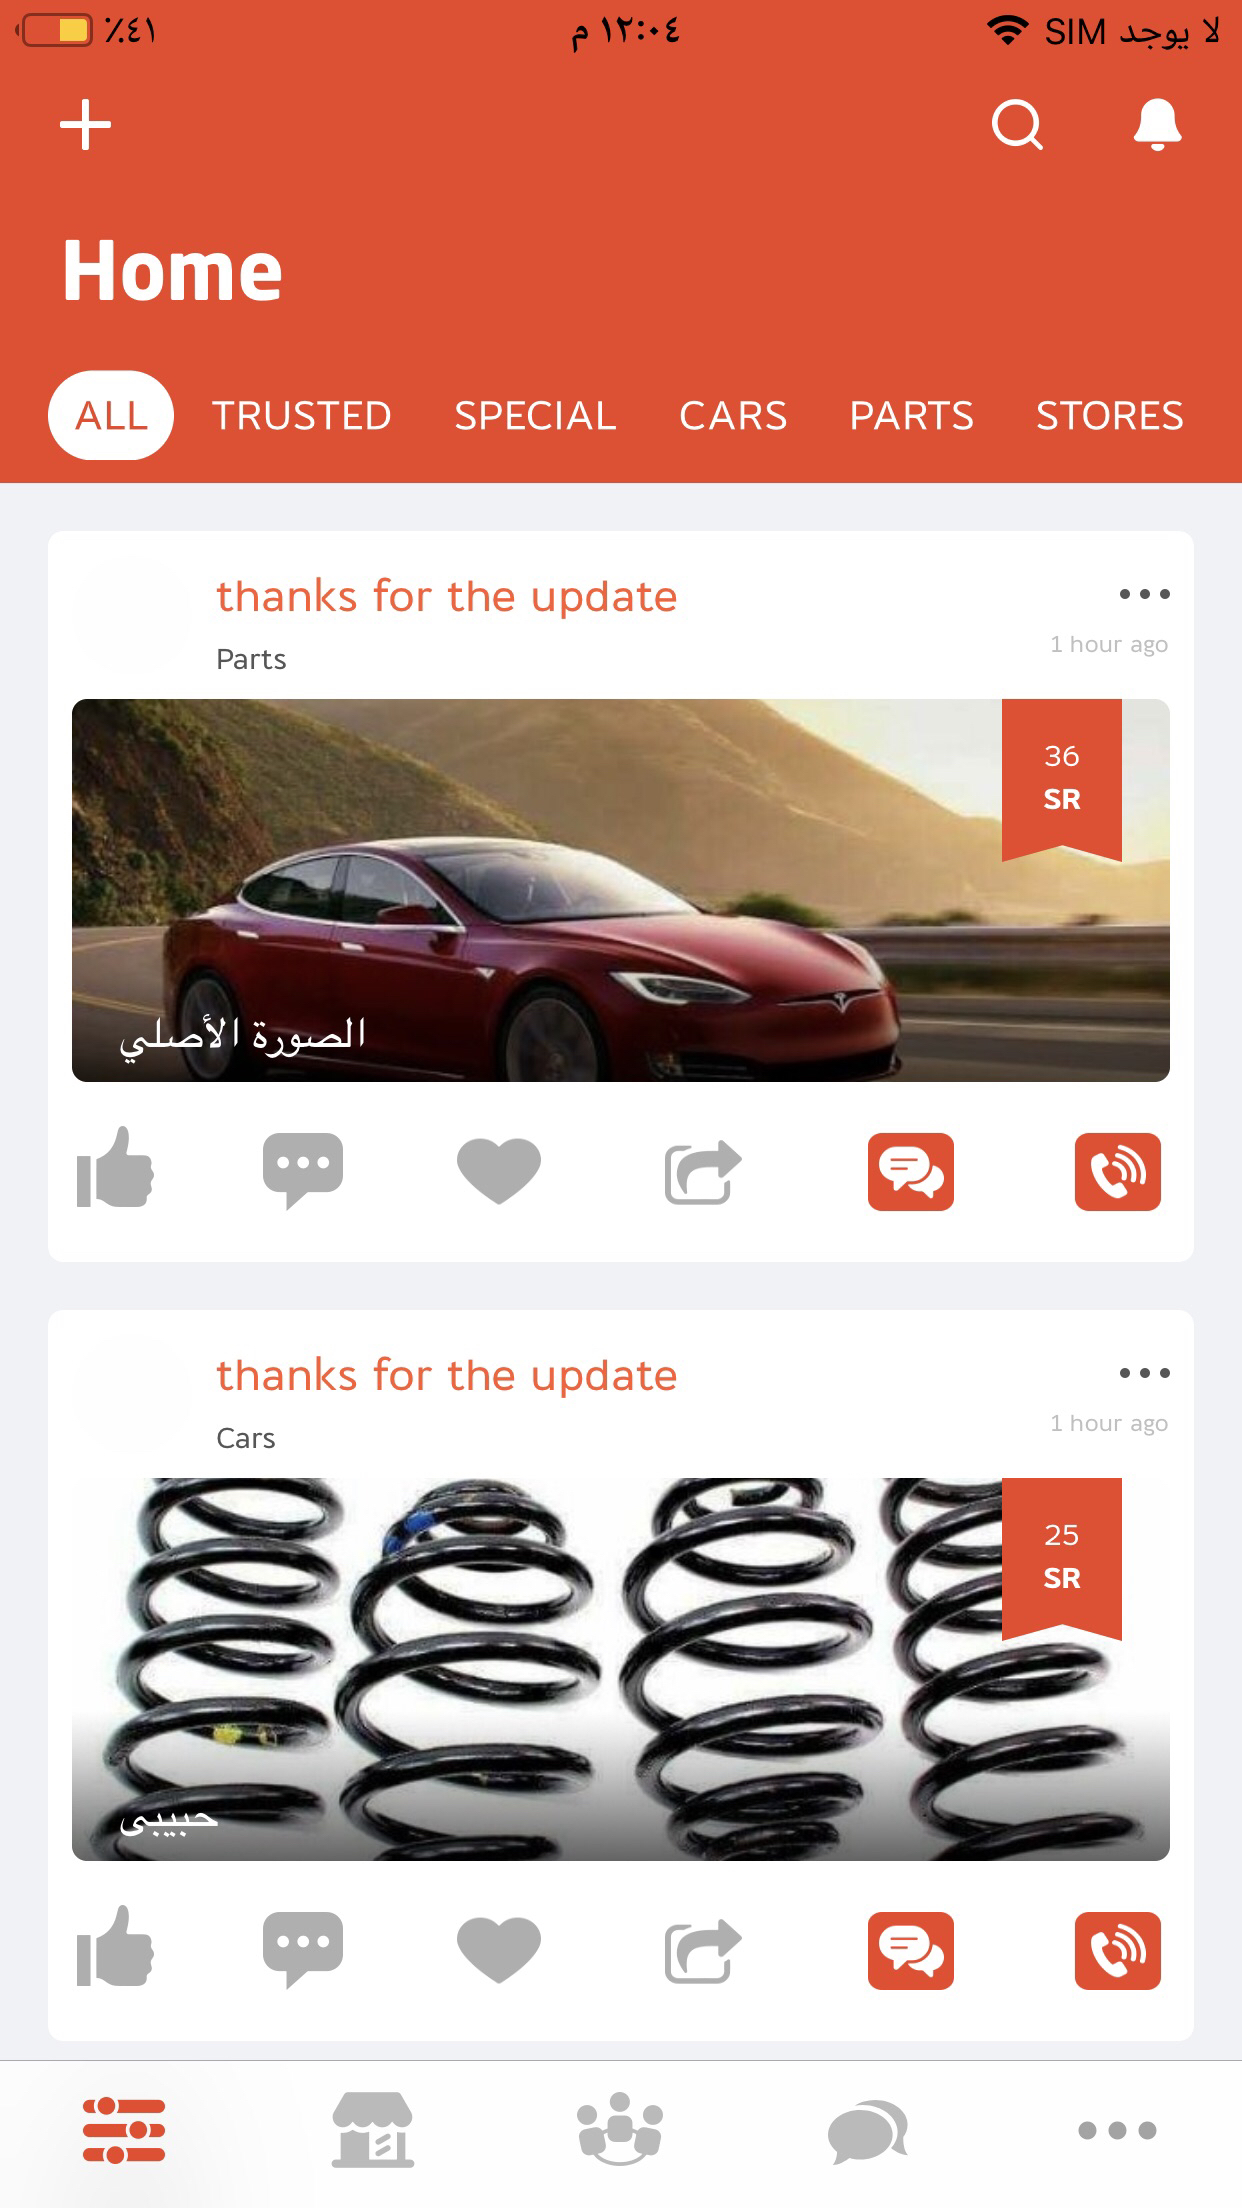 ٪٤١
١٢:٠٤ م
لا يوجد SIM
Home
ALL TRUSTED SPECIAL CARS PARTS STORES
thanks for the update
Parts
1 hour ago
36
SR
الصورة الأصلي
thanks for the update
Cars
1 hour ago
25
SR
حبيبى